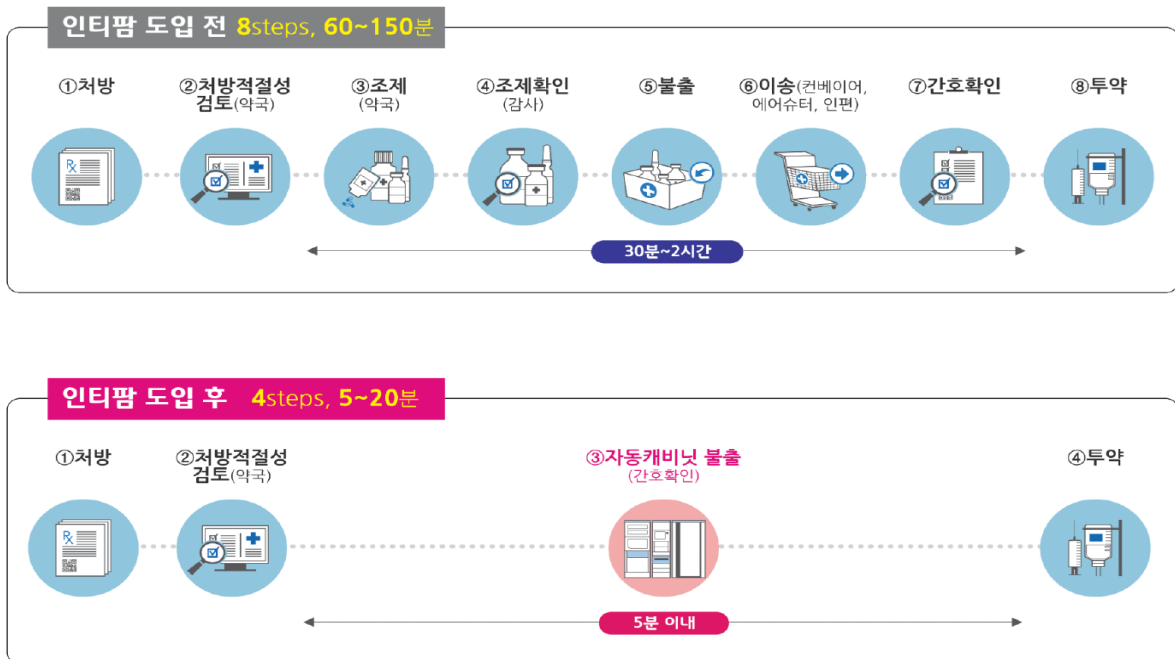 인티팜 도입 전 8steps, 60~150분
①처방
②처방적절성
검토(약국)
③조제
(약국)
④조제확인
(감사)
⑤불출
⑥이송(컨베이어,
에어슈터, 인편)
⑦간호확인
⑧투약
Rx
30분~2시간
인티팜 도입 후 4steps, 5~20분
①처방
②처방적절성
검토(약국)
③자동캐비닛 불출
(간호확인)
④투약
Rx
5분 이내